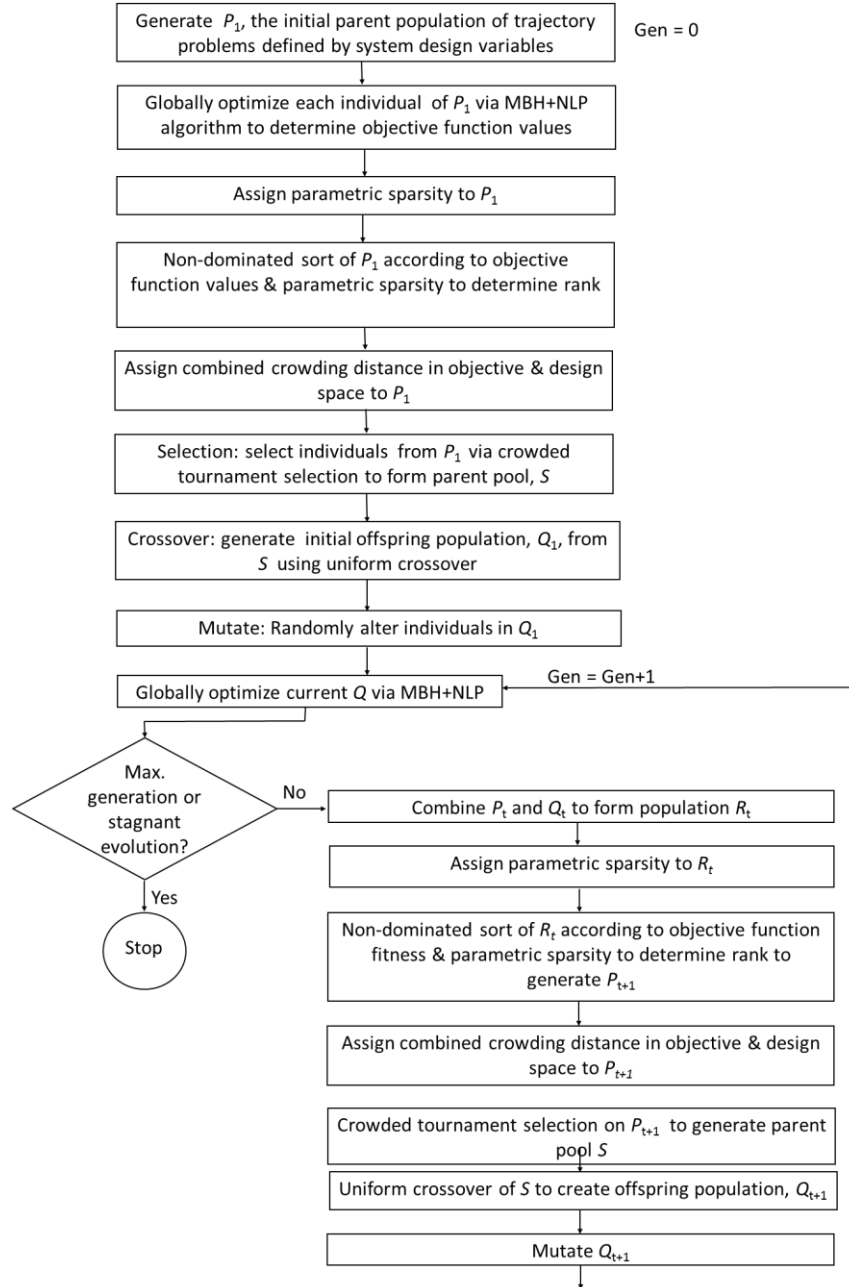 Generate P₁, the initial parent population of trajectory
problems defined by system design variables
Gen = 0
Globally optimize each individual of P₁ via MBH+NLP
algorithm to determine objective function values
Assign parametric sparsity to P₁
Non-dominated sort of P₁ according to objective
function values & parametric sparsity to determine rank
Assign combined crowding distance in objective & design
space to P₁
Selection: select individuals from P₁ via crowded
tournament selection to form parent pool, S
Crossover: generate initial offspring population, Q₁, from
S using uniform crossover
Mutate: Randomly alter individuals in Q₁
Globally optimize current Q via MBH+NLP
Gen = Gen+1
Max.
generation or
stagnant
evolution?
No
Yes
Stop
Combine Pₜ and Qₜ to form population Rₜ
Assign parametric sparsity to Rₜ
Non-dominated sort of Rₜ according to objective function
fitness & parametric sparsity to determine rank to
generate Pₜ₊₁
Assign combined crowding distance in objective & design
space to Pₜ₊₁
Crowded tournament selection on Pₜ₊₁ to generate parent
pool S
Uniform crossover of S to create offspring population, Qₜ₊₁
Mutate Qₜ₊₁